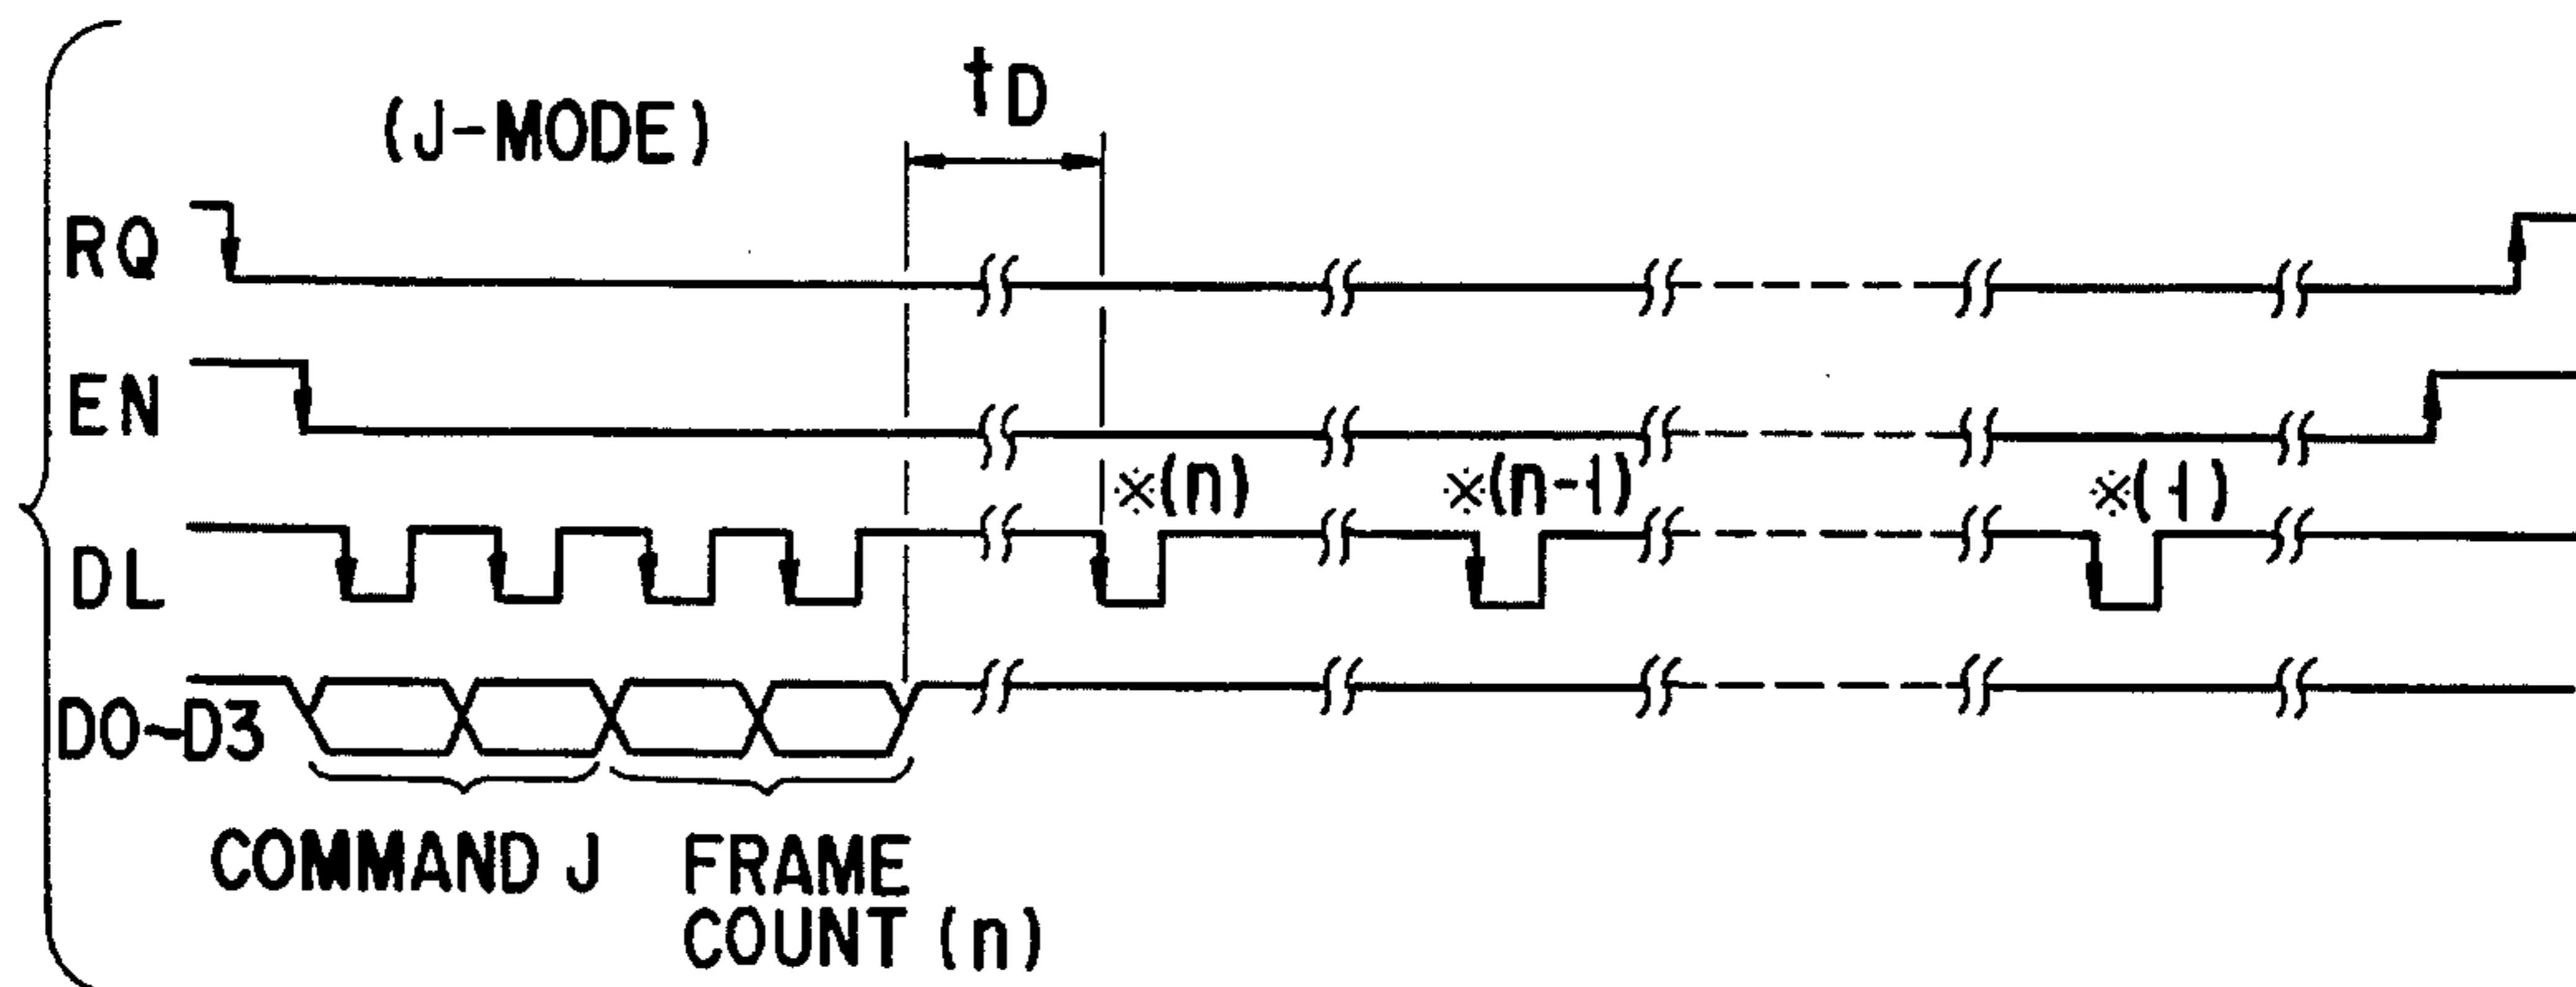 (J-MODE)
tD
RQ
EN
※(n)
※(n-1)
※(1)
DL
D0~D3
COMMAND J
FRAME
COUNT (n)